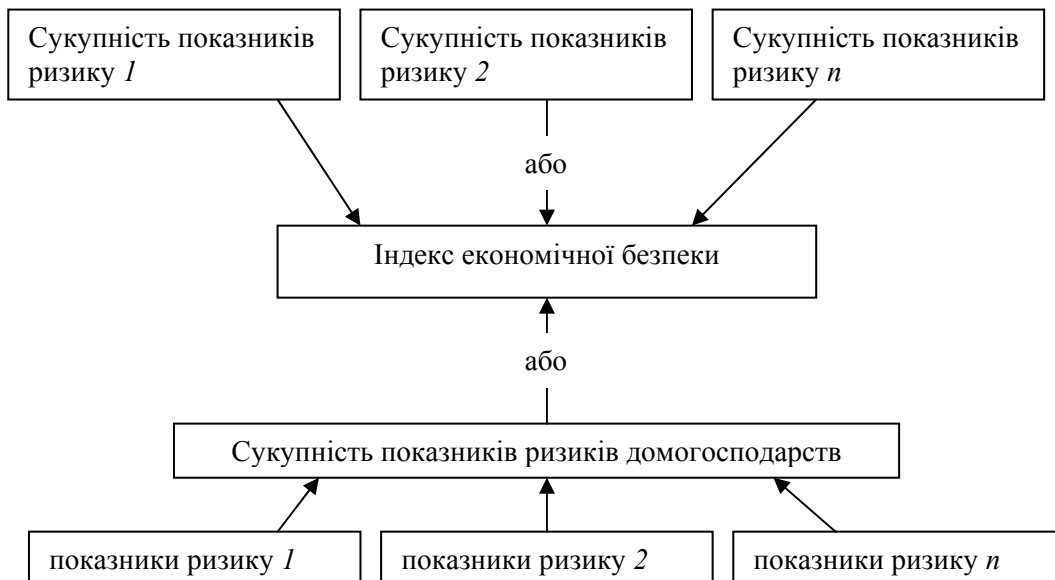 Сукупність показників
ризику 1
Сукупність показників
ризику 2
Сукупність показників
ризику n
або
Індекс економічної безпеки
або
Сукупність показників ризиків домогосподарств
показники ризику 1
показники ризику 2
показники ризику n